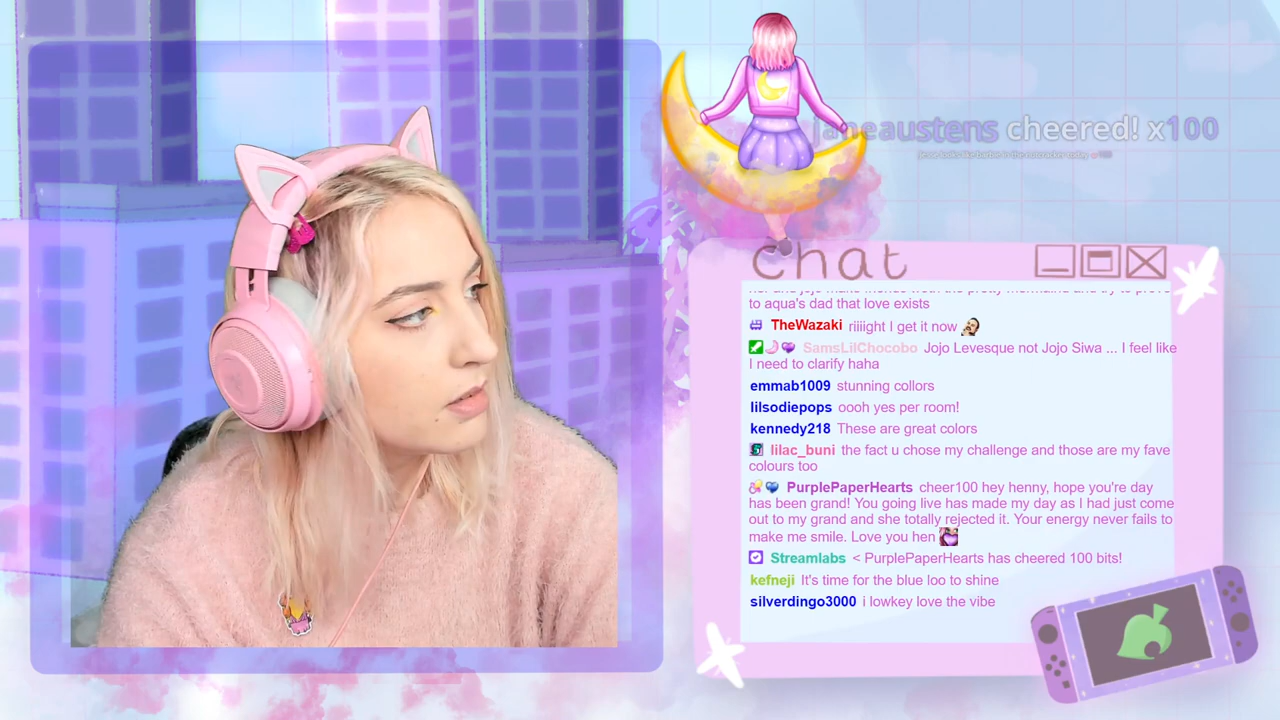 janeaustens cheered! x100
chat
to aqua's dad that love exists
TheWazaki riiiight I get it now
SamsLilChocobo Jojo Levesque not Jojo Siwa ... I feel like
I need to clarify haha
emmab1009 stunning collors
lilsodiepops oooh yes per room!
kennedy218 These are great colors
lilac_buni the fact u chose my challenge and those are my fave
colours too
PurplePaperHearts cheer100 hey henny, hope you're day
has been grand! You going live has made my day as I had just come
out to my grand and she totally rejected it. Your energy never fails to
make me smile. Love you hen
Streamlabs < PurplePaperHearts has cheered 100 bits!
kefneji It's time for the blue loo to shine
silverdingo3000 i lowkey love the vibe